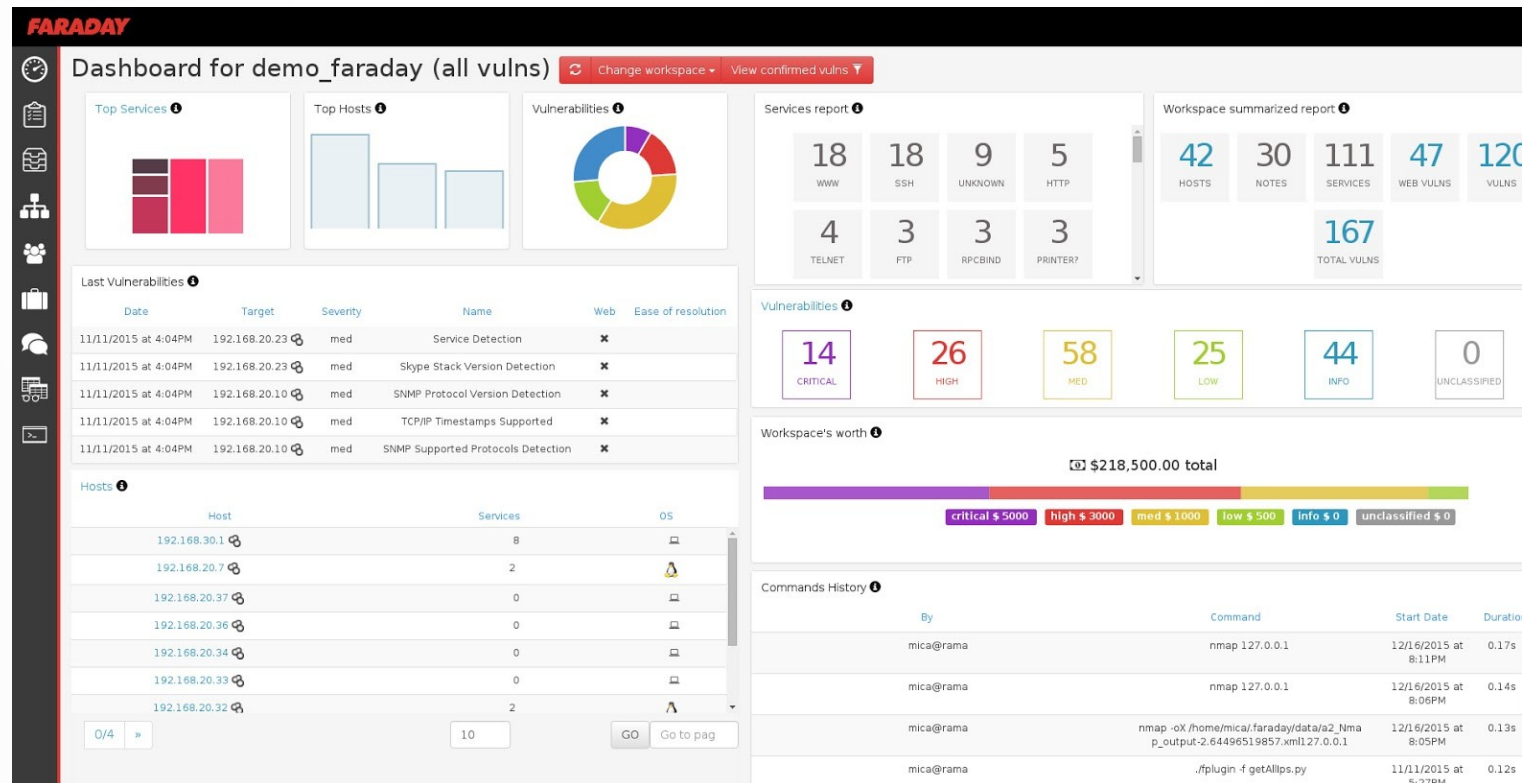 FARADAY
Dashboard for demo_faraday (all vulns) Change workspace View confirmed vulns
Top Services
Top Hosts
Vulnerabilities
Services report
18 18 9 5
WWW SSH UNKNOWN HTTP
4 3 3 3
TELNET FTP RPCBIND PRINTER?
Workspace summarized report
42 30 111 47 120
HOSTS NOTES SERVICES WEB VULNS VULNS
167
TOTAL VULNS
Last Vulnerabilities
Date Target Severity Name Web Ease of resolution
11/11/2015 at 4:04PM 192.168.20.23 med Service Detection
11/11/2015 at 4:04PM 192.168.20.23 med Skype Stack Version Detection
11/11/2015 at 4:04PM 192.168.20.10 med SNMP Protocol Version Detection
11/11/2015 at 4:04PM 192.168.20.10 med TCP/IP Timestamps Supported
11/11/2015 at 4:04PM 192.168.20.10 med SNMP Supported Protocols Detection
Vulnerabilities
14 26 58 25 44 0
CRITICAL HIGH MED LOW INFO UNCLASSIFIED
Workspace's worth
$218,500.00 total
critical $ 5000 high $ 3000 med $ 1000 low $ 500 info $ 0 unclassified $ 0
Hosts
Host Services OS
192.168.30.1 8
192.168.20.7 2
192.168.20.37 0
192.168.20.36 0
192.168.20.34 0
192.168.20.33 0
192.168.20.32 2
0/4 » 10 GO Go to pag
Commands History
By Command Start Date Duration
mica@rama nmap 127.0.0.1 12/16/2015 at 0.17s
8:11PM
mica@rama nmap 127.0.0.1 12/16/2015 at 0.14s
8:06PM
mica@rama nmap -oX /home/mica/.faraday/data/a2_Nma 12/16/2015 at 0.13s
p_output-2.64496519857.xml127.0.0.1 8:05PM
mica@rama ./fplugin -f getAllIps.py 11/11/2015 at 0.12s
5:27PM